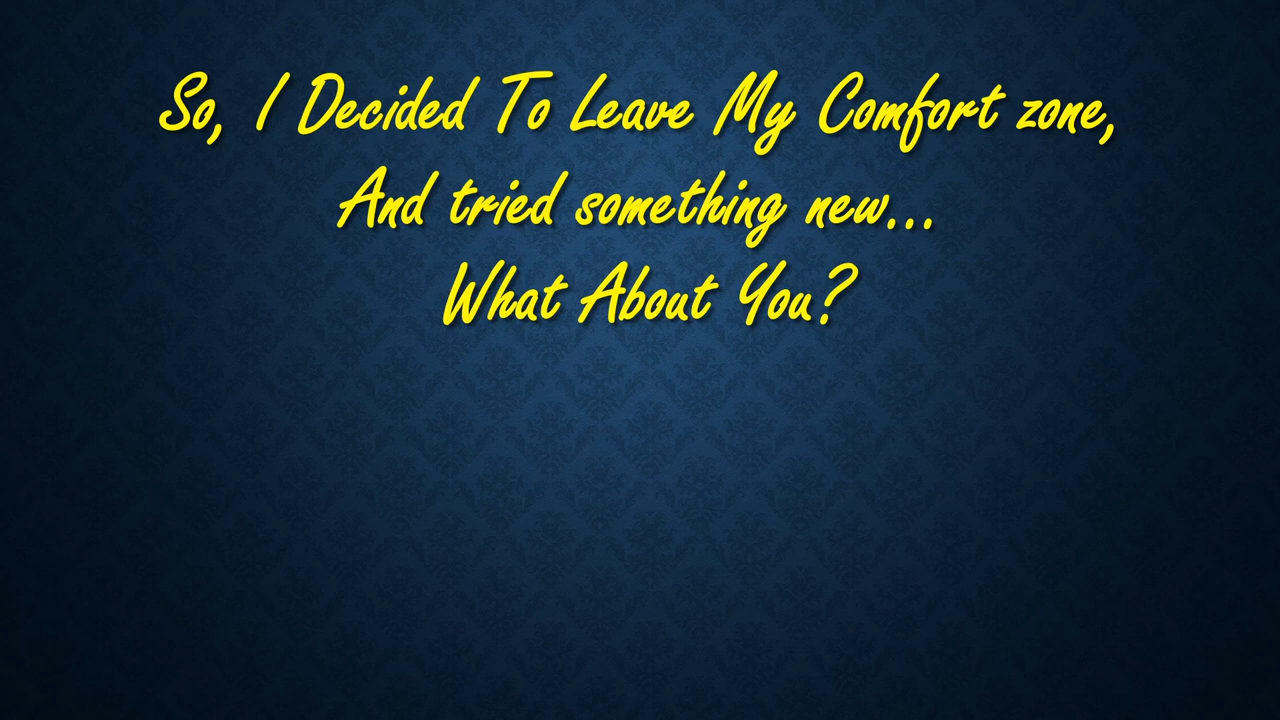 So, I Decided To Leave My Comfort zone,
And tried something new...
What About You?